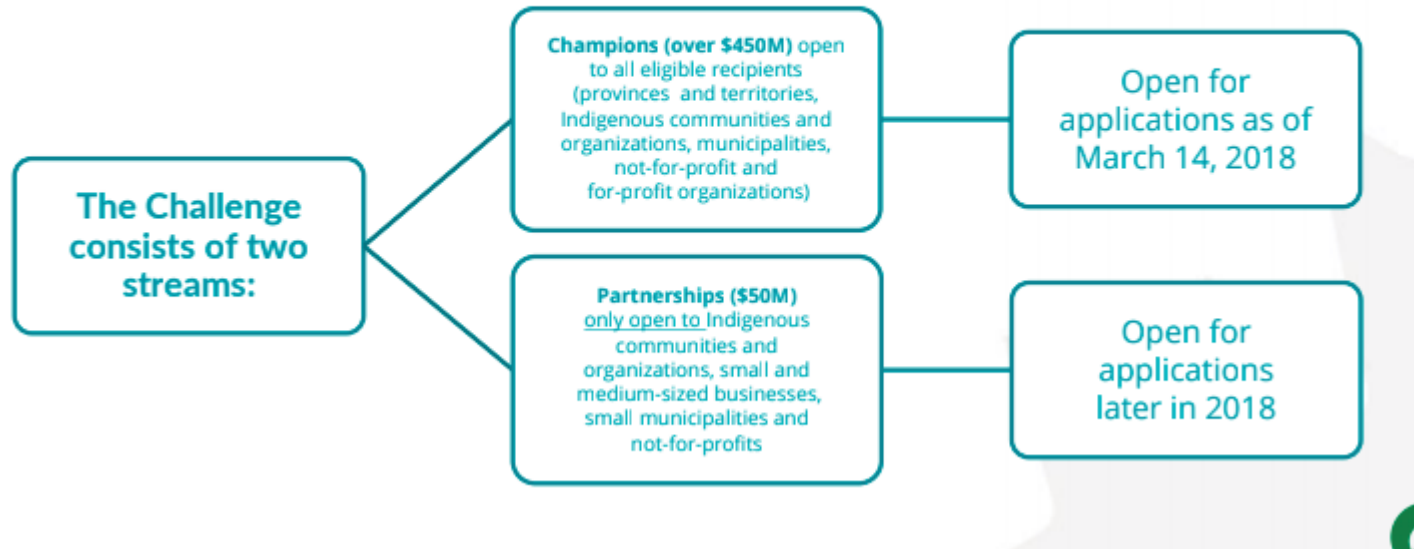 The Challenge
consists of two
streams:
Champions (over $450M) open
to all eligible recipients
(provinces and territories,
Indigenous communities and
organizations, municipalities,
not-for-profit and
for-profit organizations)
Open for
applications as of
March 14, 2018
Partnerships ($50M)
only open to Indigenous
communities and
organizations, small and
medium-sized businesses,
small municipalities and
not-for-profits
Open for
applications
later in 2018